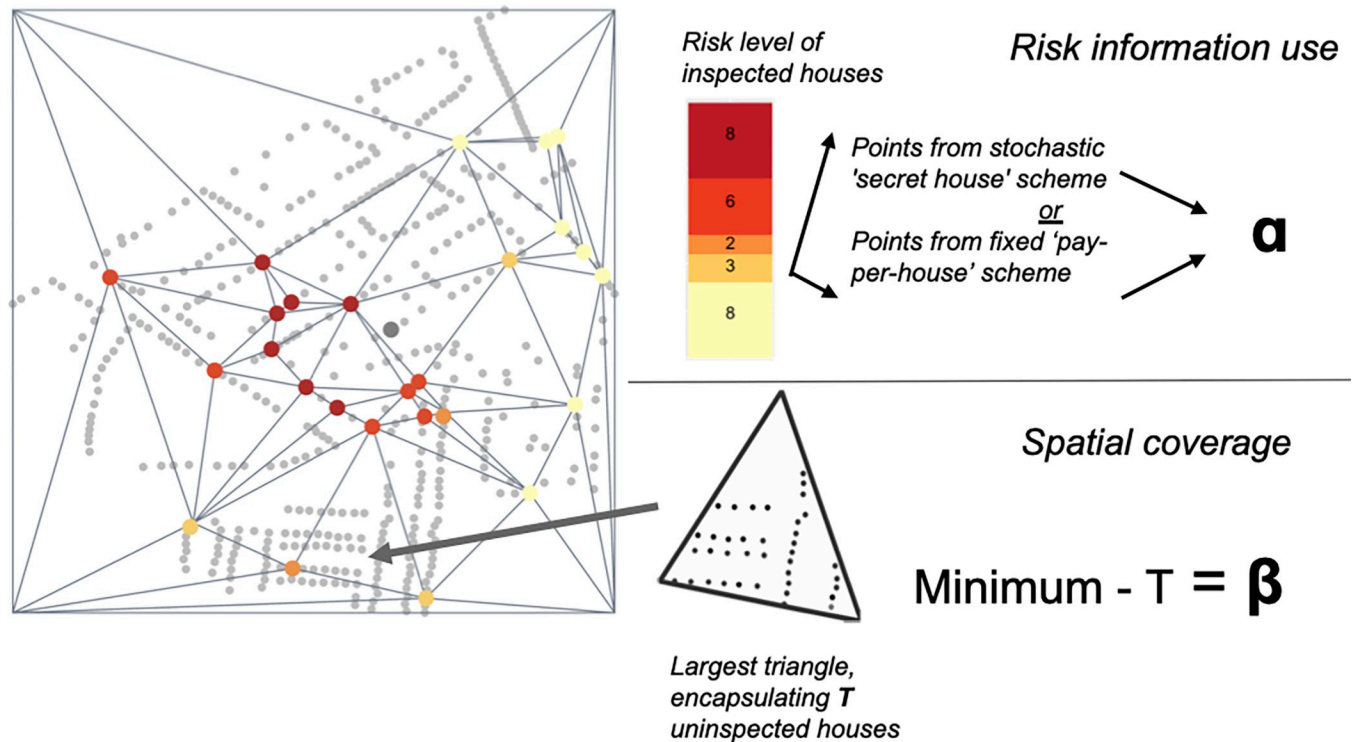 Risk level of
inspected houses
Risk information use
8
6
2
3
8
Points from stochastic
'secret house' scheme
or
Points from fixed ‘pay-
per-house’ scheme
α
Spatial coverage
Minimum - T = β
Largest triangle,
encapsulating T
uninspected houses